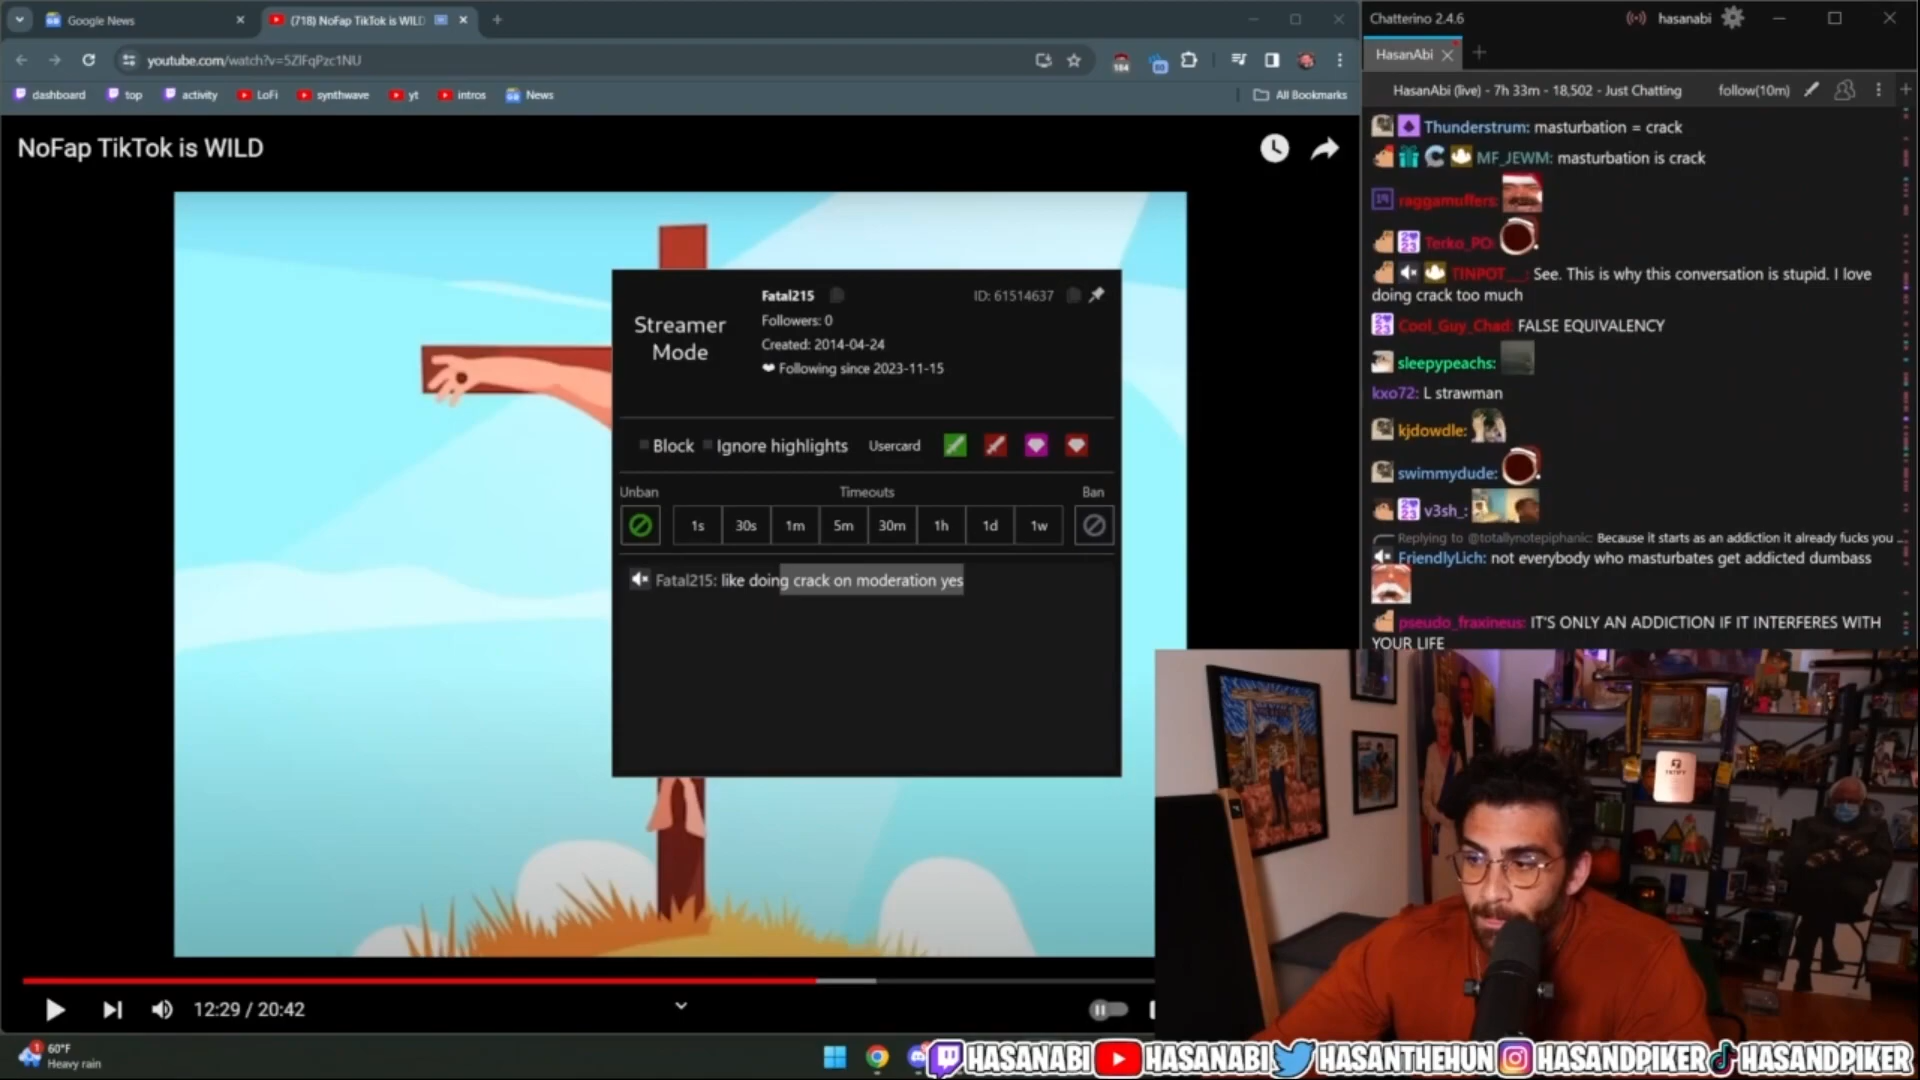 Google News
(718) NoFap TikTok is WILD
youtube.com/watch?v=5ZIFqPzc1NU
184
dashboard
top
activity
LoFi
synthwave
yt
intros
News
All Bookmarks
NoFap TikTok is WILD
Streamer
Mode
Fatal215
ID: 61514637
Followers: 0
Created: 2014-04-24
❤ Following since 2023-11-15
Block
Ignore highlights
Usercard
Unban
Timeouts
Ban
1s
30s
1m
5m
30m
1h
1d
1w
Fatal215: like doing crack on moderation yes
12:29 / 20:42
1
60°F
Heavy rain
Chatterino 2.4.6
hasanabi
HasanAbi
HasanAbi (live) - 7h 33m - 18,502 - Just Chatting
follow(10m)
Thunderstrum: masturbation = crack
MF_JEWM: masturbation is crack
raggamuffers:
Terko_PO:
TINPOT__: See. This is why this conversation is stupid. I love
doing crack too much
Cool_Guy_Chad: FALSE EQUIVALENCY
sleepypeachs:
kxo72: L strawman
kjdowdle:
swimmydude:
v3sh_:
Replying to @totallynotepiphanic: Because it starts as an addiction it already fucks you ...
FriendlyLich: not everybody who masturbates get addicted dumbass
pseudo_fraxineus: IT'S ONLY AN ADDICTION IF IT INTERFERES WITH
YOUR LIFE
HASANABI
HASANABI
HASANTHEHUN
HASANDPIKER
HASANDPIKER